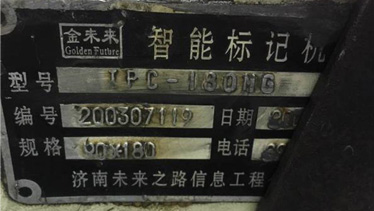 金未来 智能标记机
Golden Future
型号 IPC-180HG
编号 200307119 日期
规格 90×180 电话
济南未来之路信息工程